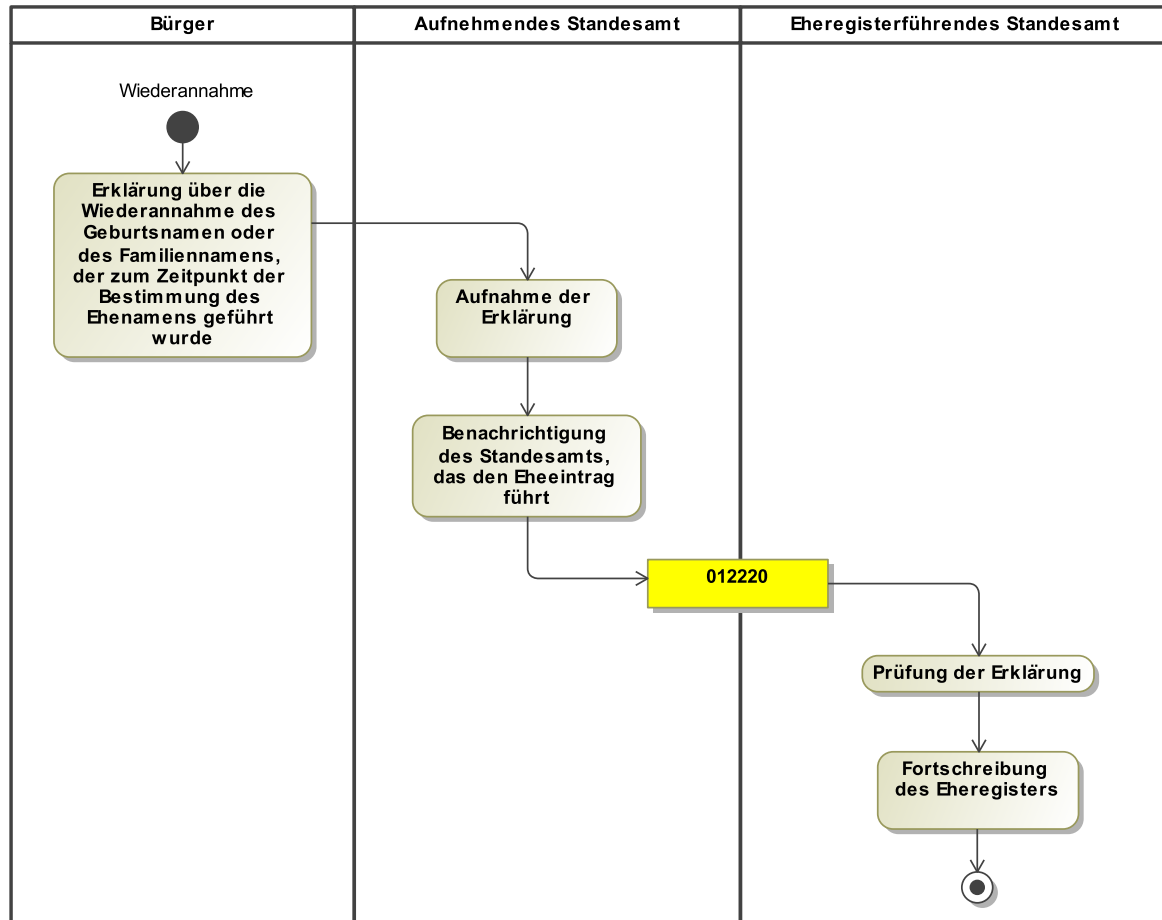 Bürger
Aufnehmendes Standesamt
Eheregisterführendes Standesamt
Wiederannahme
Erklärung über die
Wiederannahme des
Geburtsnamen oder
des Familiennamens,
der zum Zeitpunkt der
Bestimmung des
Ehenamens geführt
wurde
Aufnahme der
Erklärung
Benachrichtigung
des Standesamts,
das den Eheeintrag
führt
012220
Prüfung der Erklärung
Fortschreibung
des Eheregisters